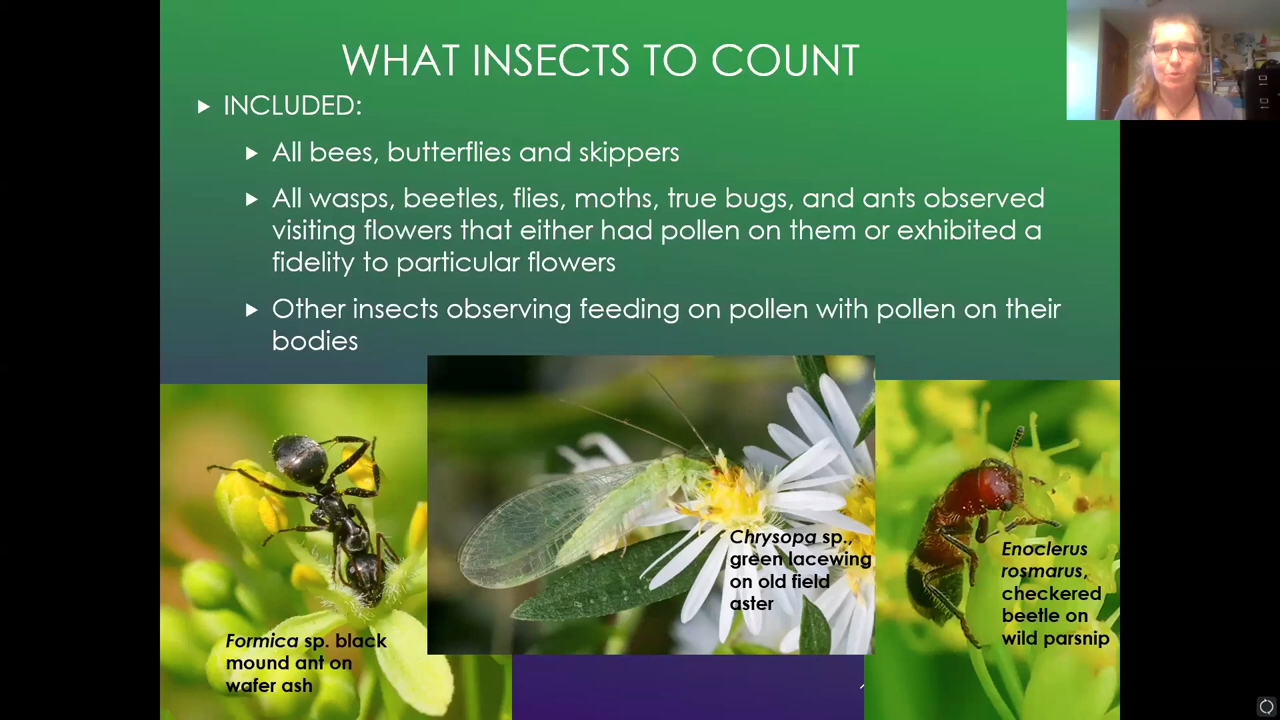 WHAT INSECTS TO COUNT
INCLUDED:
All bees, butterflies and skippers
All wasps, beetles, flies, moths, true bugs, and ants observed
visiting flowers that either had pollen on them or exhibited a
fidelity to particular flowers
Other insects observing feeding on pollen with pollen on their
bodies
Formica sp. black
mound ant on
wafer ash
Chrysopa sp.,
green lacewing
on old field
aster
Enoclerus
rosmarus,
checkered
beetle on
wild parsnip